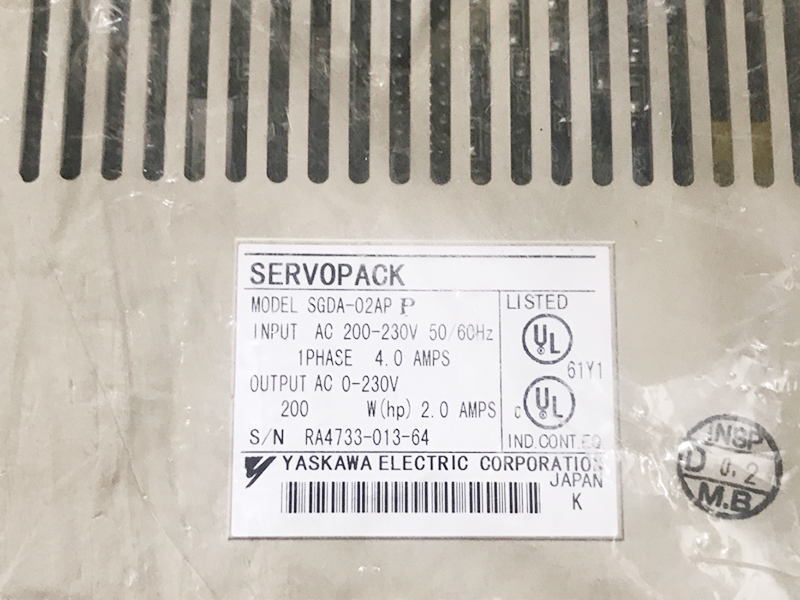 SERVOPACK
MODEL SGDA-02AP P
INPUT AC 200-230V 50/60Hz
1PHASE 4.0 AMPS
OUTPUT AC 0-230V
200 W(hp) 2.0 AMPS
S/N RA4733-013-64
LISTED
UL
61Y1
c UL
IND.CONT.EQ
YASKAWA ELECTRIC CORPORATION
JAPAN
K
INSP
D 0.2
M.B